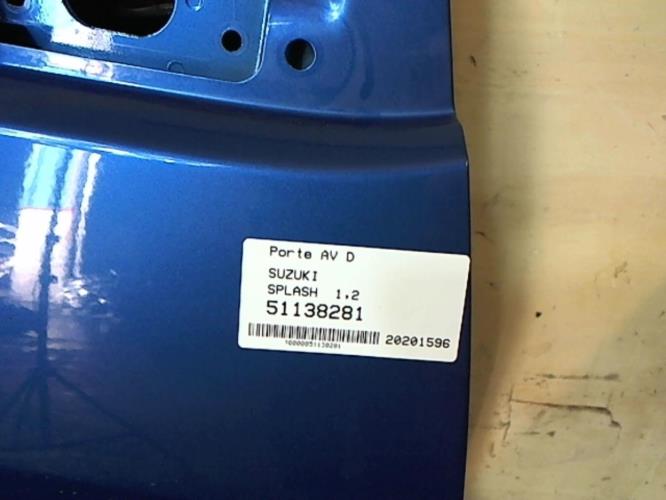 Porte AV D
SUZUKI
SPLASH 1,2
51138281
20201596